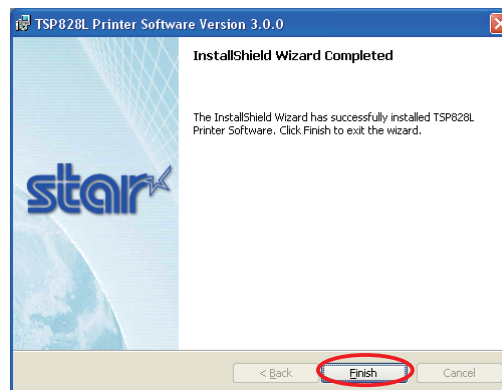 TSP828L Printer Software Version 3.0.0
InstallShield Wizard Completed
The InstallShield Wizard has successfully installed TSP828L
Printer Software. Click Finish to exit the wizard.
star
< Back
Finish
Cancel